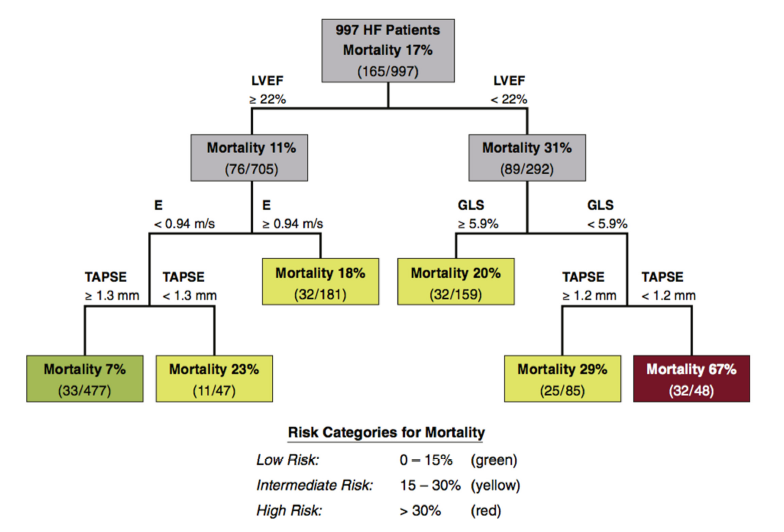 997 HF Patients
Mortality 17%
(165/997)
LVEF
≥ 22%
LVEF
< 22%
Mortality 11%
(76/705)
Mortality 31%
(89/292)
E
< 0.94 m/s
E
≥ 0.94 m/s
GLS
≥ 5.9%
GLS
< 5.9%
Mortality 18%
(32/181)
Mortality 20%
(32/159)
TAPSE
≥ 1.3 mm
TAPSE
< 1.3 mm
TAPSE
≥ 1.2 mm
TAPSE
< 1.2 mm
Mortality 7%
(33/477)
Mortality 23%
(11/47)
Mortality 29%
(25/85)
Mortality 67%
(32/48)
Risk Categories for Mortality
Low Risk: 0 – 15% (green)
Intermediate Risk: 15 – 30% (yellow)
High Risk: > 30% (red)